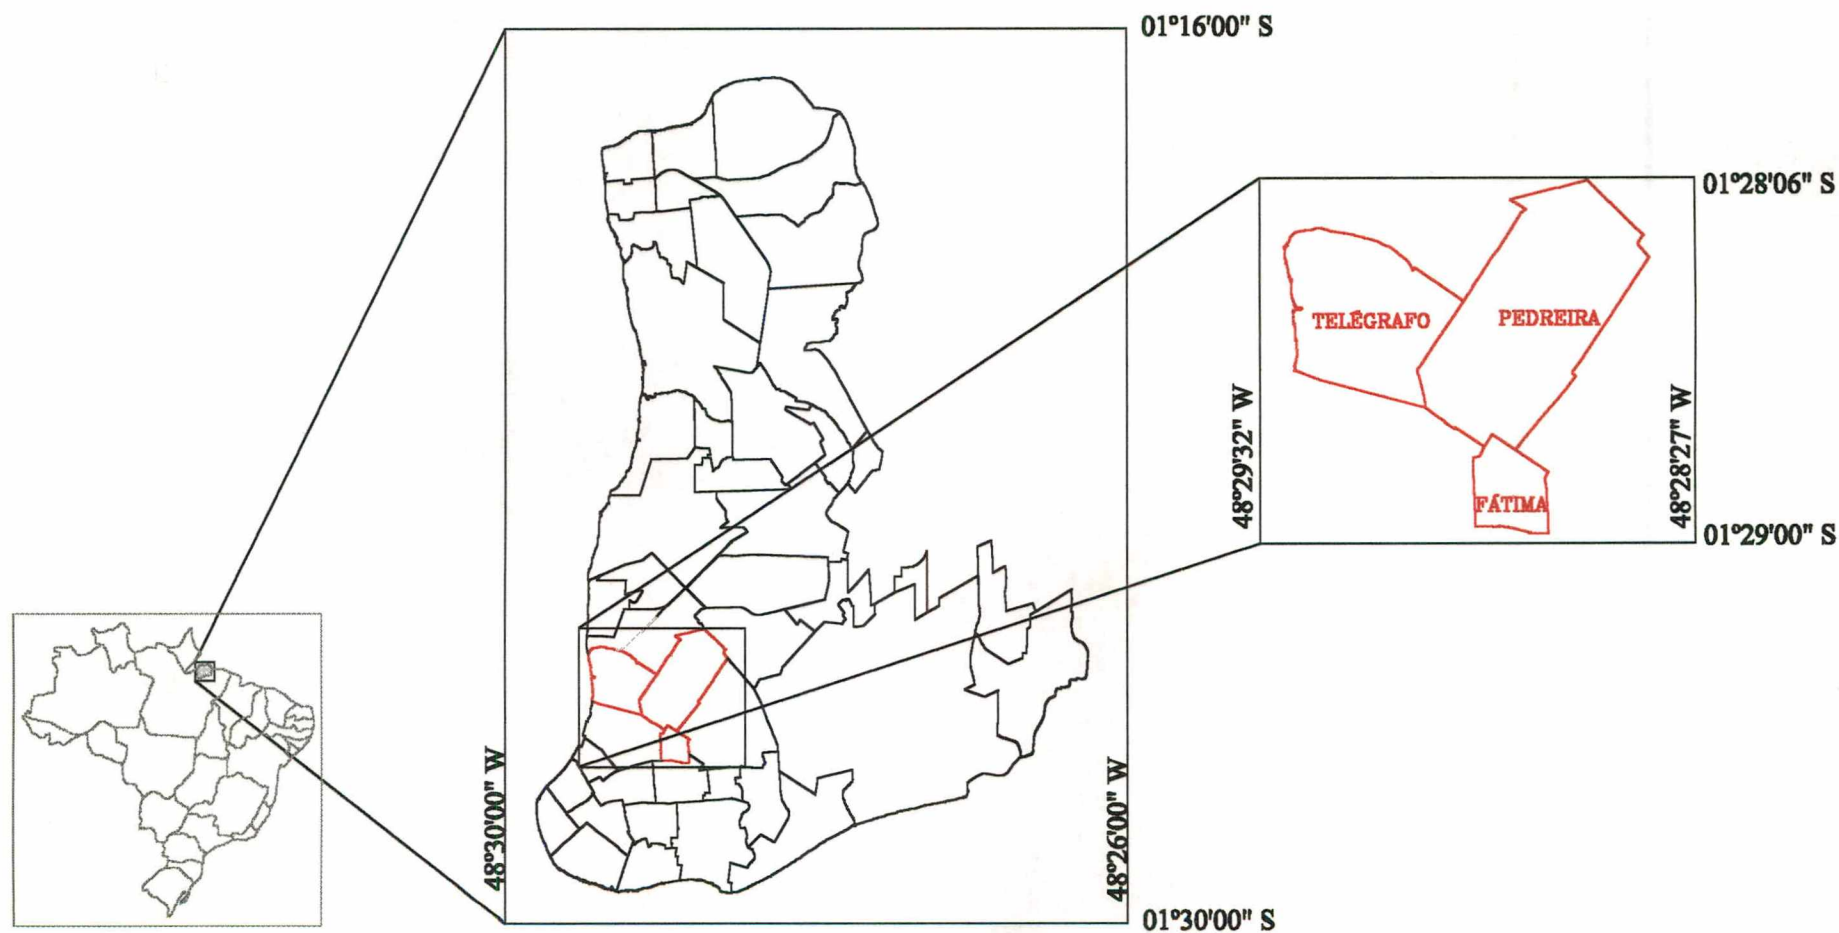 01°16'00" S
01°28'06" S
TELÉGRAFO
PEDREIRA
48°29'32" W
48°28'27" W
FÁTIMA
01°29'00" S
48°30'00" W
48°26'00" W
01°30'00" S